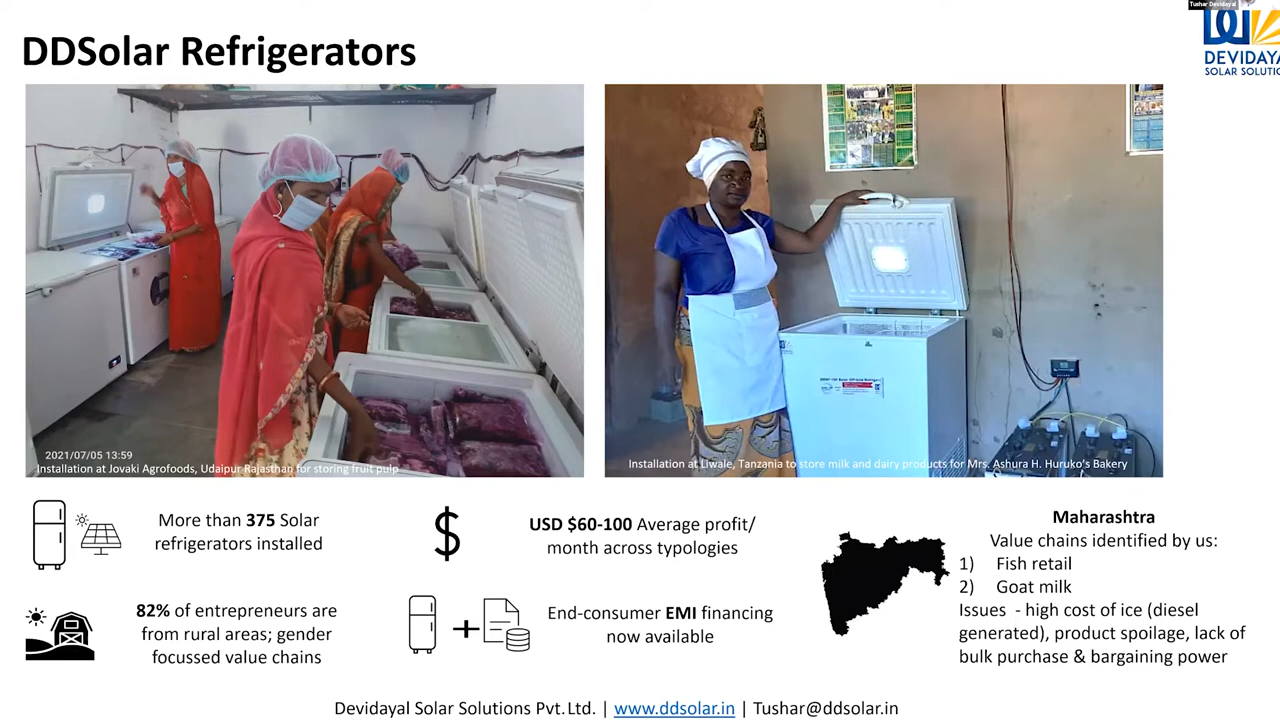 Tushar Devidayal
DDSolar Refrigerators
DEVIDAYA
SOLAR SOLUTIO
2021/07/05 13:59
Installation at Jovaki Agrofoods, Udaipur Rajasthan for storing fruit pulp
Installation at Liwale, Tanzania to store milk and dairy products for Mrs. Ashura H. Huruko's Bakery
More than 375 Solar
refrigerators installed
USD $60-100 Average profit/
month across typologies
82% of entrepreneurs are
from rural areas; gender
focussed value chains
End-consumer EMI financing
now available
Maharashtra
Value chains identified by us:
1) Fish retail
2) Goat milk
Issues - high cost of ice (diesel
generated), product spoilage, lack of
bulk purchase & bargaining power
Devidayal Solar Solutions Pvt. Ltd. | www.ddsolar.in | Tushar@ddsolar.in